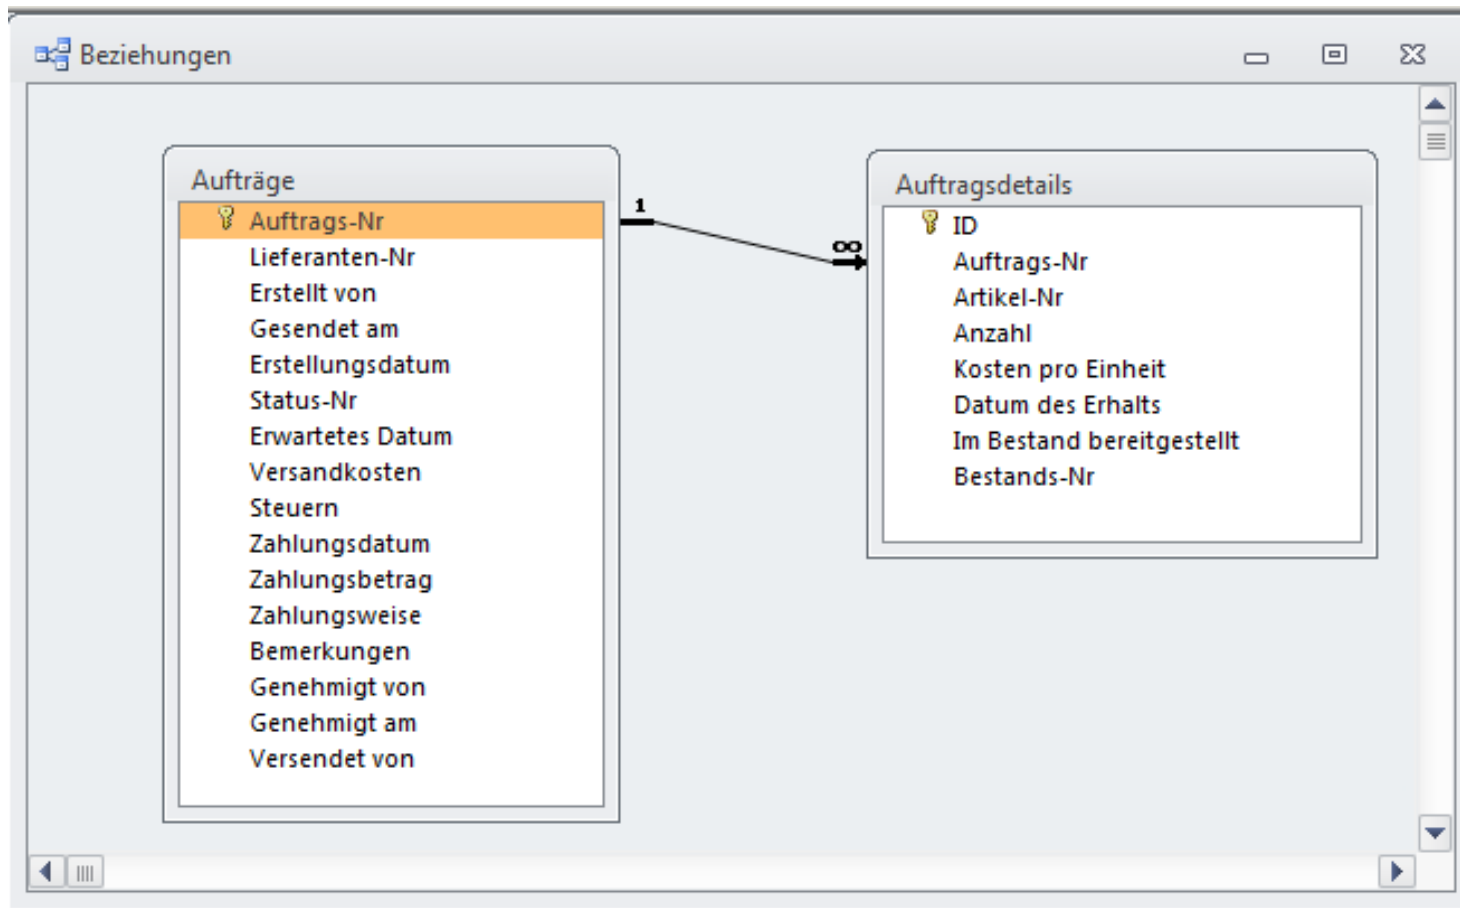 Beziehungen
Aufträge
Auftrags-Nr
Lieferanten-Nr
Erstellt von
Gesendet am
Erstellungsdatum
Status-Nr
Erwartetes Datum
Versandkosten
Steuern
Zahlungsdatum
Zahlungsbetrag
Zahlungsweise
Bemerkungen
Genehmigt von
Genehmigt am
Versendet von
1
∞
Auftragsdetails
ID
Auftrags-Nr
Artikel-Nr
Anzahl
Kosten pro Einheit
Datum des Erhalts
Im Bestand bereitgestellt
Bestands-Nr